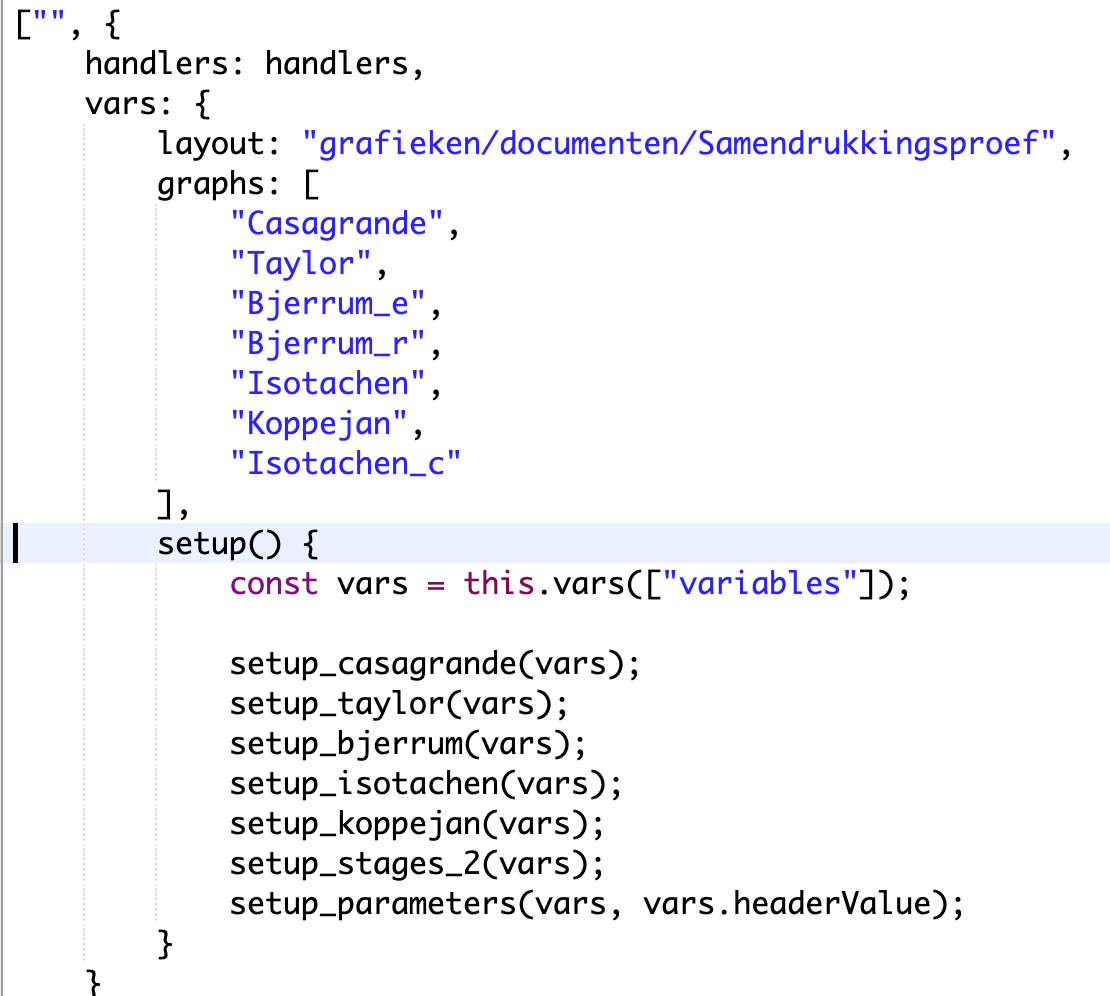 ["", {
    handlers: handlers,
    vars: {
        layout: "grafieken/documenten/Samendrukkingsproef",
        graphs: [
            "Casagrande",
            "Taylor",
            "Bjerrum_e",
            "Bjerrum_r",
            "Isotachen",
            "Koppejan",
            "Isotachen_c"
        ],
        setup() {
            const vars = this.vars(["variables"]);

            setup_casagrande(vars);
            setup_taylor(vars);
            setup_bjerrum(vars);
            setup_isotachen(vars);
            setup_koppejan(vars);
            setup_stages_2(vars);
            setup_parameters(vars, vars.headerValue);
        }
    }